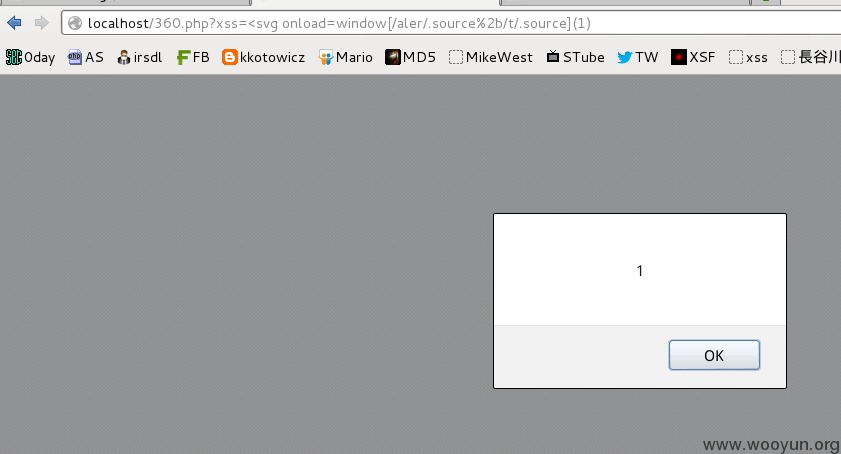 localhost/360.php?xss=<svg onload=window[/aler/.source%2b/t/.source](1)
0day AS irsdl FB kkotowicz Mario MD5 MikeWest STube TW XSF xss 長谷川
1
OK
www.wooyun.org